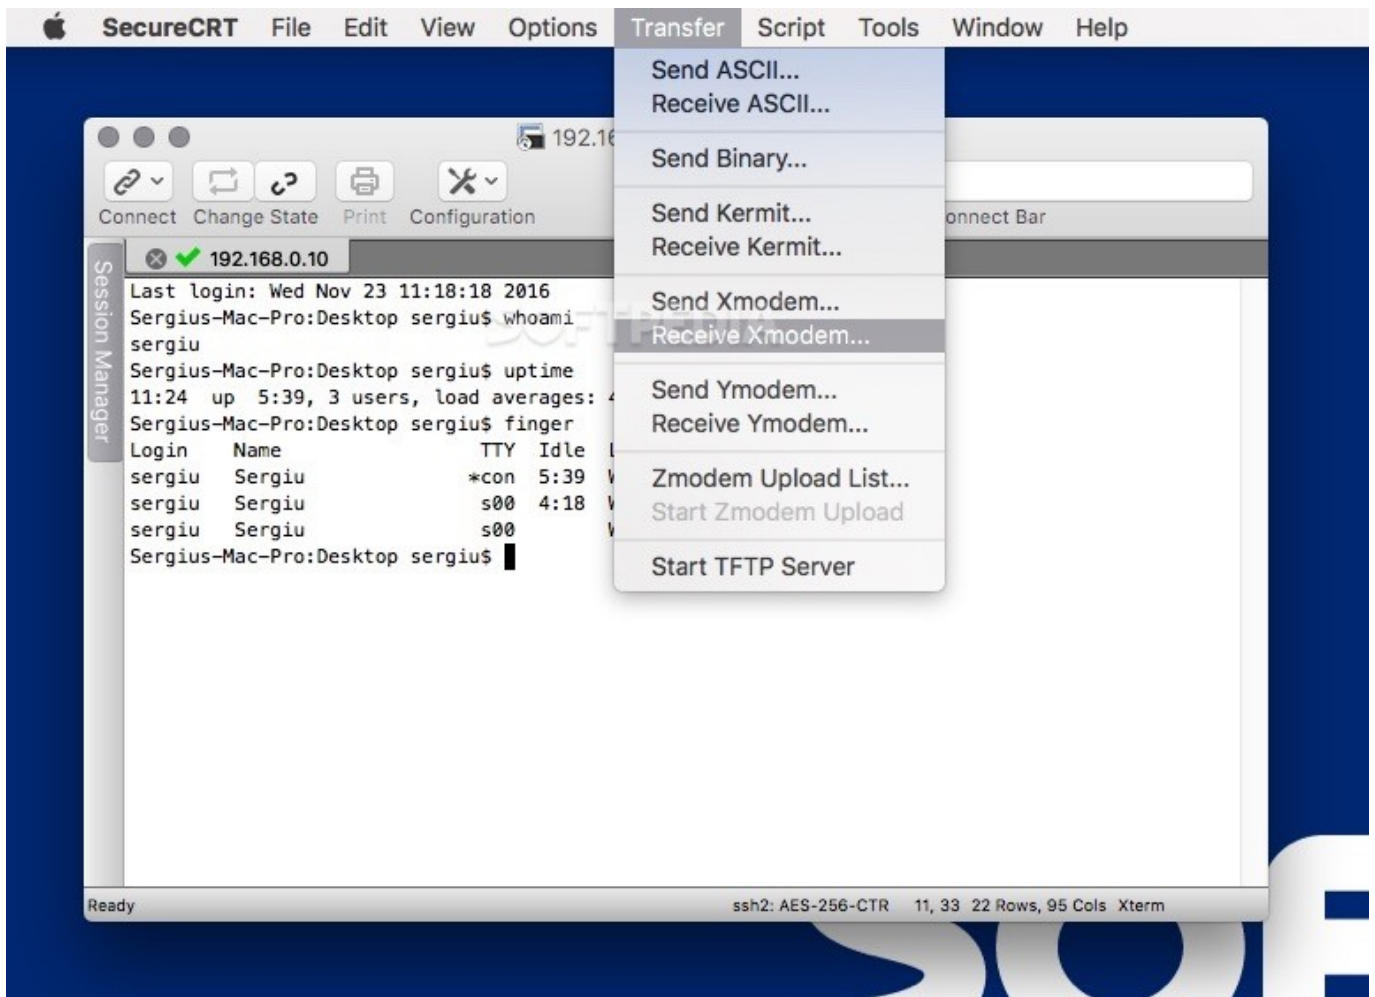 SecureCRT File Edit View Options Transfer Script Tools Window Help
Send ASCII...
Receive ASCII...
Send Binary...
Send Kermit...
Receive Kermit...
Send Xmodem...
Receive Xmodem...
Send Ymodem...
Receive Ymodem...
Zmodem Upload List...
Start Zmodem Upload
Start TFTP Server
192.16
Connect Change State Print Configuration onnect Bar
Session Manager
192.168.0.10
Last login: Wed Nov 23 11:18:18 2016
Sergius-Mac-Pro:Desktop sergiu$ whoami
sergiu
Sergius-Mac-Pro:Desktop sergiu$ uptime
11:24 up 5:39, 3 users, load averages:
Sergius-Mac-Pro:Desktop sergiu$ finger
Login Name TTY Idle
sergiu Sergiu *con 5:39
sergiu Sergiu s00 4:18
sergiu Sergiu s00
Sergius-Mac-Pro:Desktop sergiu$
SOFTPEDIA
Ready ssh2: AES-256-CTR 11, 33 22 Rows, 95 Cols Xterm